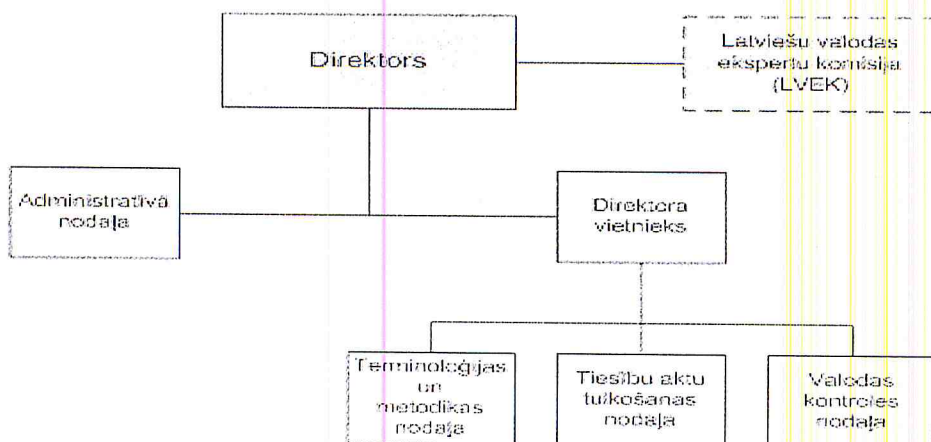 Direktors
Latviešu valodas
ekspertu komisija
(LVEK)
Administratīvā
nodaļa
Direktora
vietnieks
Terminoloģijas
un
metodikas
nodaļa
Tiesību aktu
tulkošanas
nodaļa
Valodas
kontroles
nodaļa